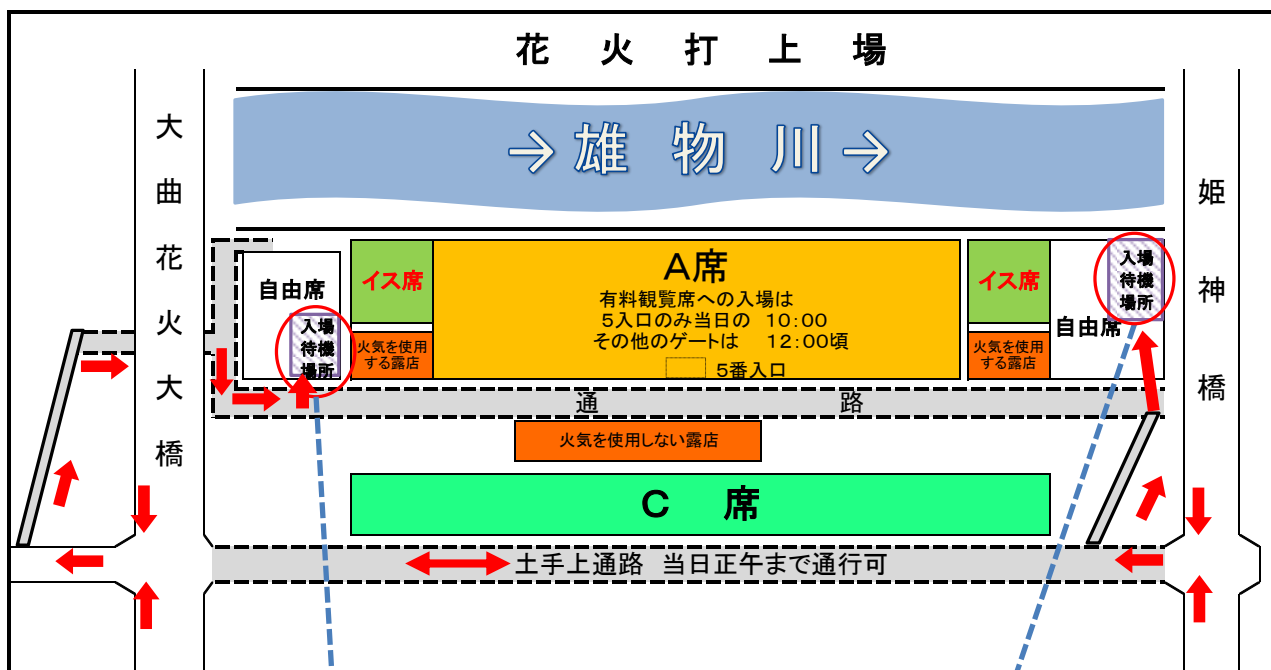 花 火 打 上 場
→ 雄 物 川 →
大曲花火大橋
姫神橋
自由席
入場
待機
場所
イス席
火気を使用
する露店
A席
有料観覧席への入場は
5入口のみ当日の 10:00
その他のゲートは 12:00頃
5番入口
イス席
火気を使用
する露店
入場
待機
場所
自由席
通 路
火気を使用しない露店
C 席
土手上通路 当日正午まで通行可